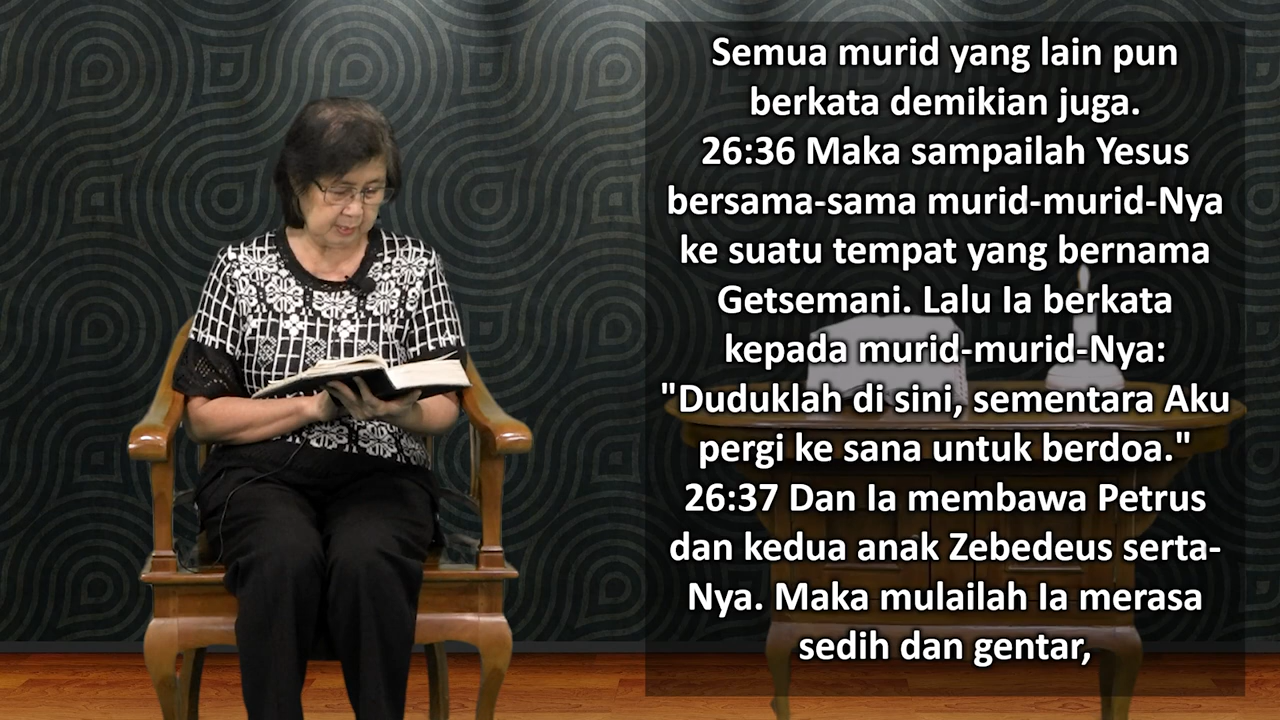 Semua murid yang lain pun
berkata demikian juga.
26:36 Maka sampailah Yesus
bersama-sama murid-murid-Nya
ke suatu tempat yang bernama
Getsemani. Lalu Ia berkata
kepada murid-murid-Nya:
"Duduklah di sini, sementara Aku
pergi ke sana untuk berdoa."
26:37 Dan Ia membawa Petrus
dan kedua anak Zebedeus serta-
Nya. Maka mulailah Ia merasa
sedih dan gentar,